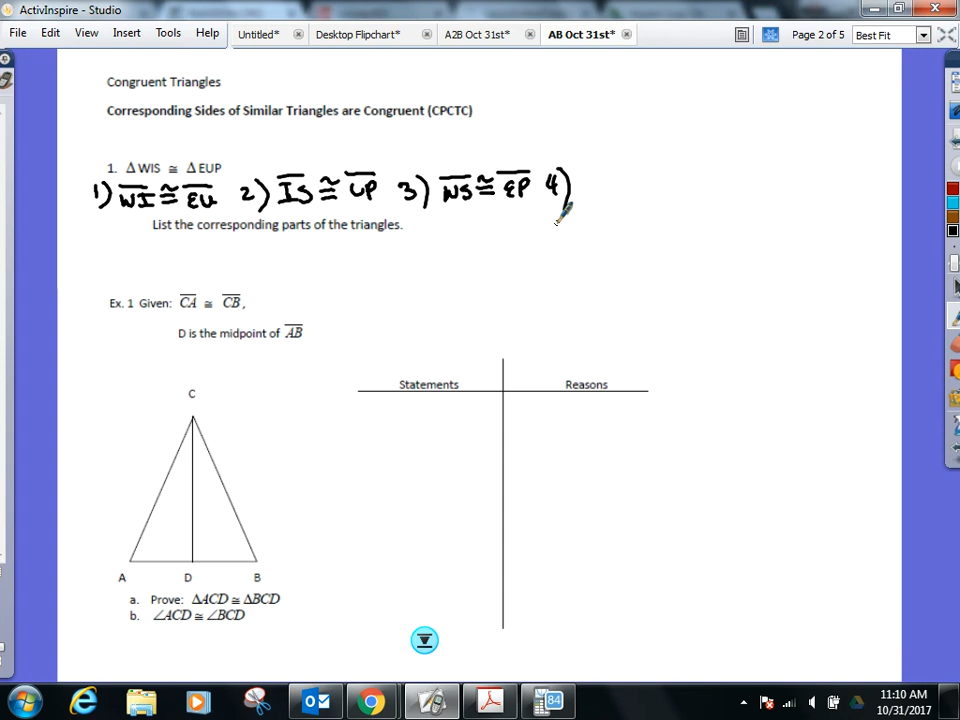 ActivInspire - Studio
File Edit View Insert Tools Help Untitled* Desktop Flipchart* A2B Oct 31st* AB Oct 31st* Page 2 of 5 Best Fit
Congruent Triangles
Corresponding Sides of Similar Triangles are Congruent (CPCTC)
1. ΔWIS ≅ ΔEUP
1) WI ≅ EU 2) IS ≅ UP 3) WS ≅ EP 4)
List the corresponding parts of the triangles.
Ex. 1 Given: CA ≅ CB,
D is the midpoint of AB
Statements Reasons
C
A D B
a. Prove: ΔACD ≅ ΔBCD
b. ∠ACD ≅ ∠BCD
84
11:10 AM
10/31/2017